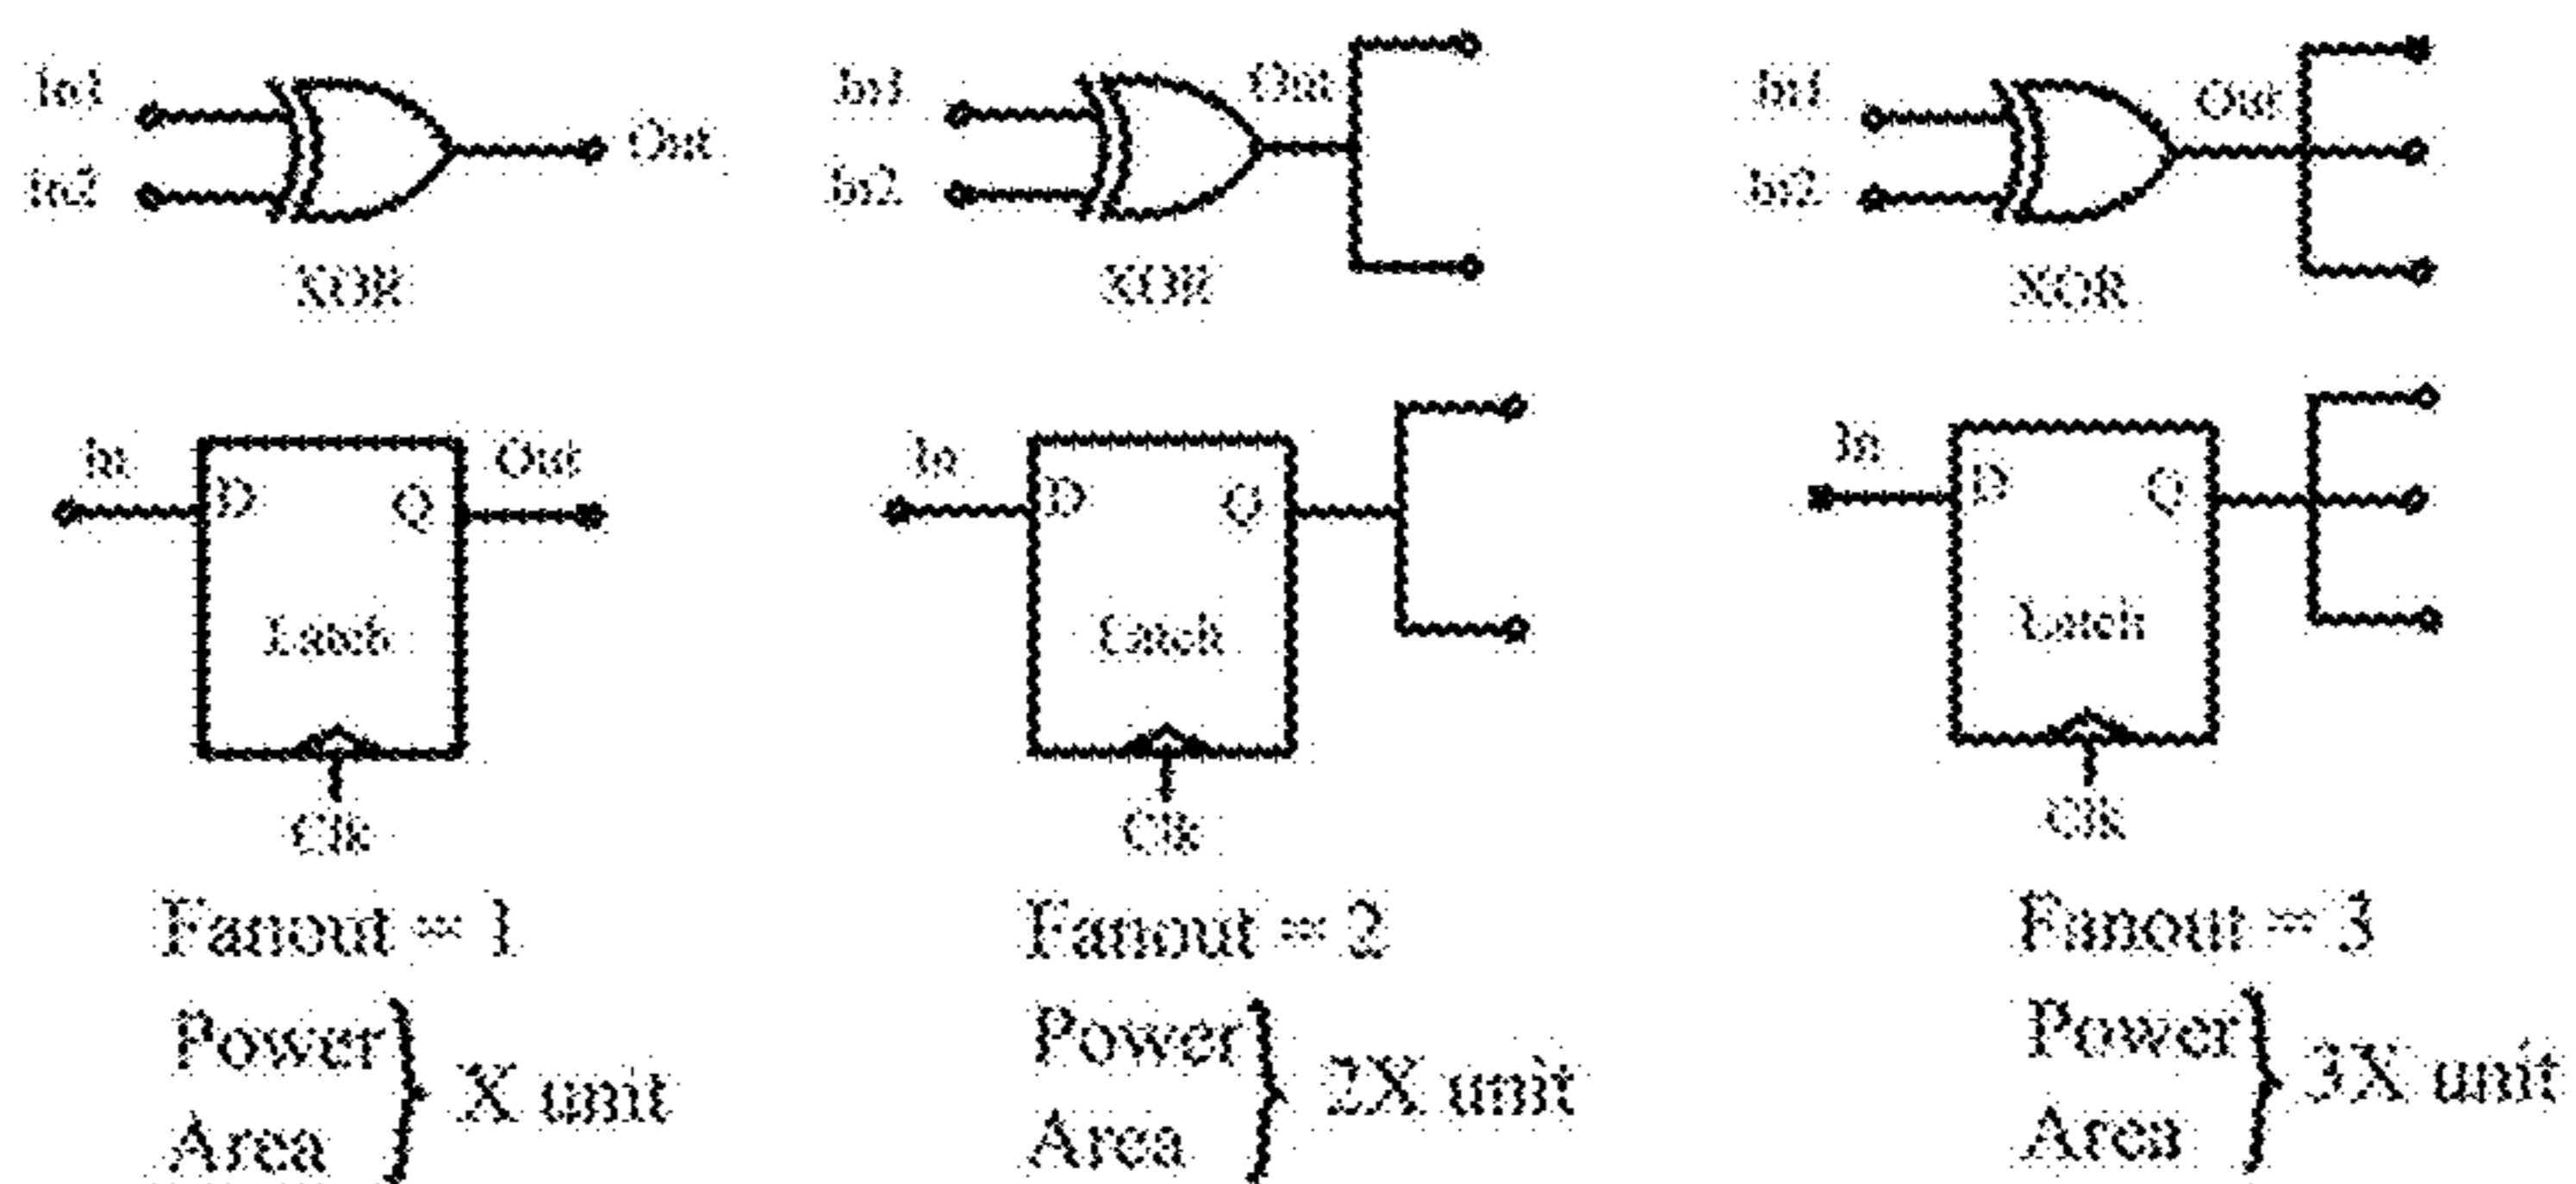 In1 Out
In2
XOR
In1 Out
In2
XOR
In1 Out
In2
XOR
In Out
D Q
Latch
Clk
In
D Q
Latch
Clk
In
D Q
Latch
Clk
Fanout = 1
Power
Area
X unit
Fanout = 2
Power
Area
2X unit
Fanout = 3
Power
Area
3X unit